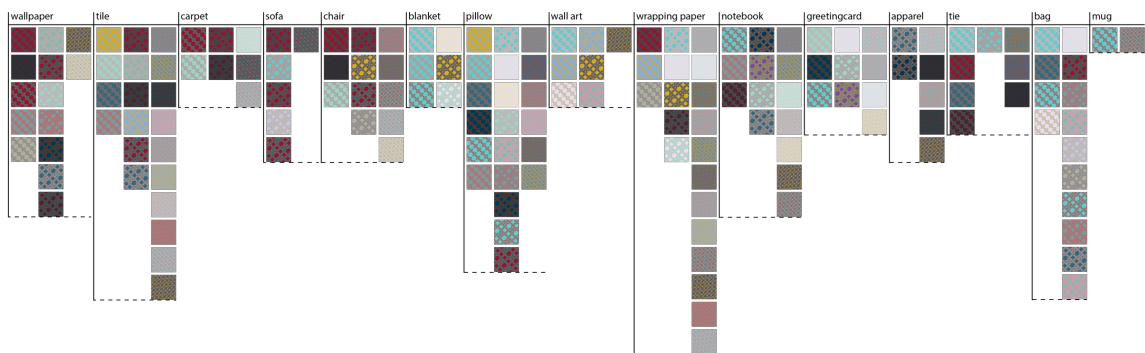 wallpaper
tile
carpet
sofa
chair
blanket
pillow
wall art
wrapping paper
notebook
greetingcard
apparel
tie
bag
mug